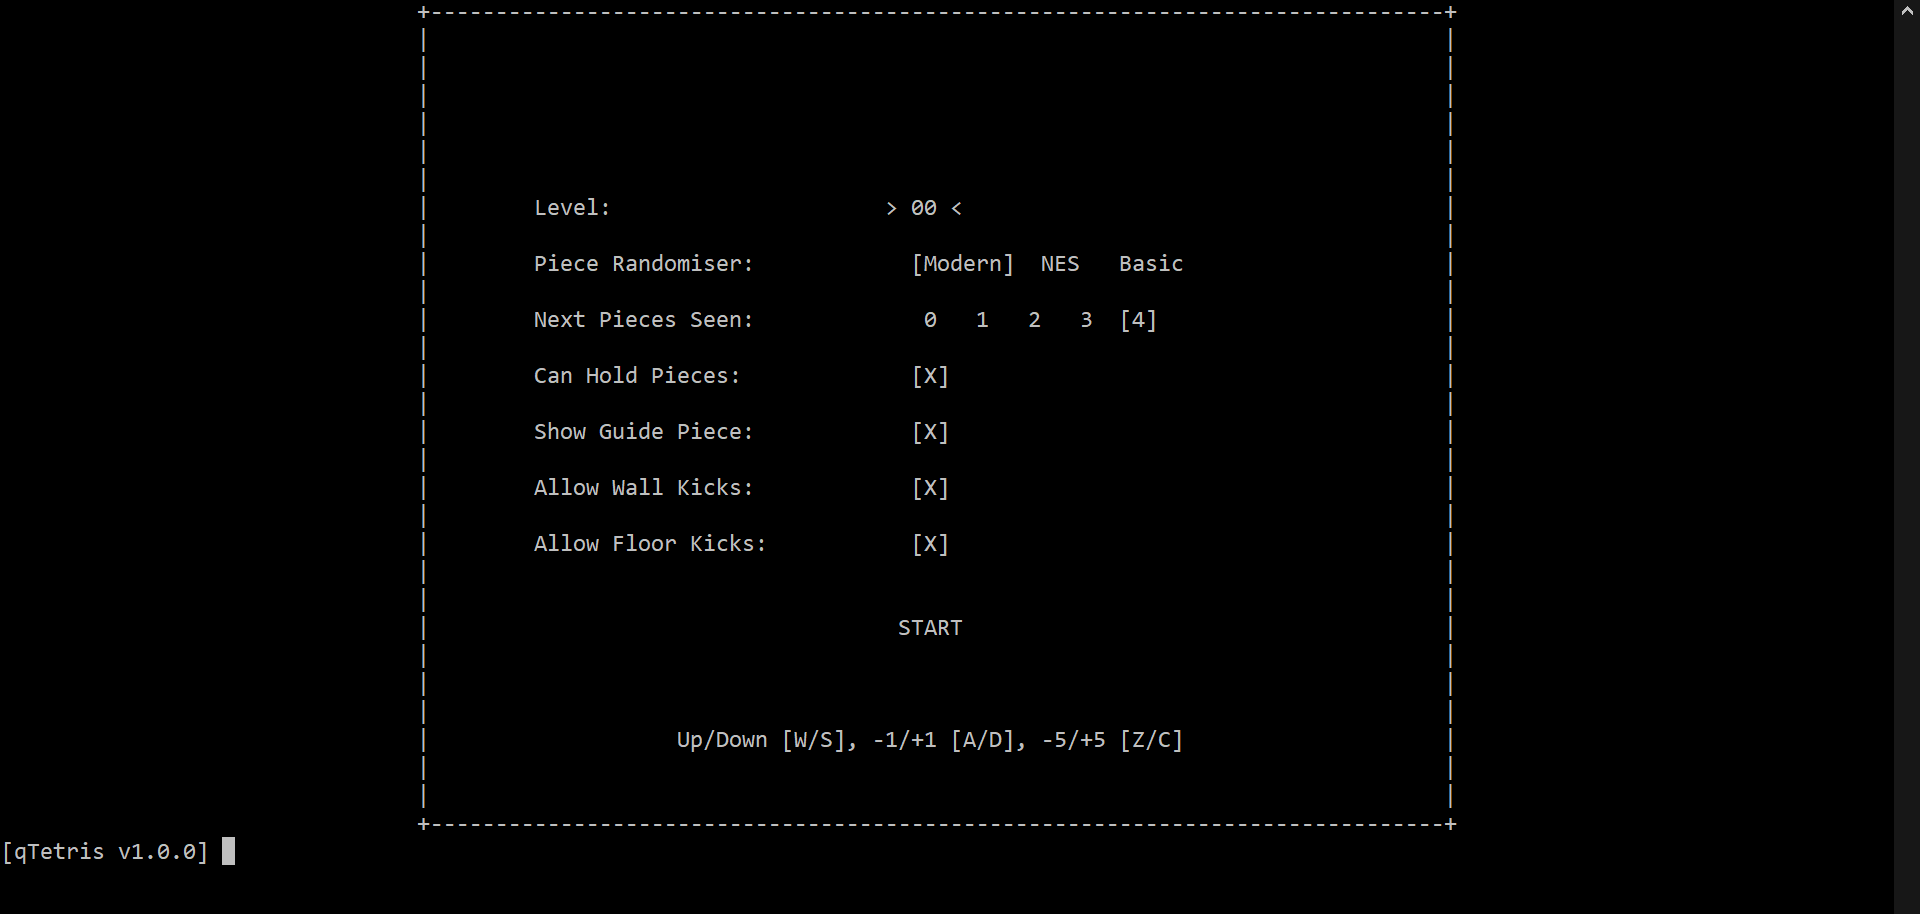 Level: > 00 <
Piece Randomiser: [Modern] NES Basic
Next Pieces Seen: 0 1 2 3 [4]
Can Hold Pieces: [X]
Show Guide Piece: [X]
Allow Wall Kicks: [X]
Allow Floor Kicks: [X]
START
Up/Down [W/S], -1/+1 [A/D], -5/+5 [Z/C]
[qTetris v1.0.0]